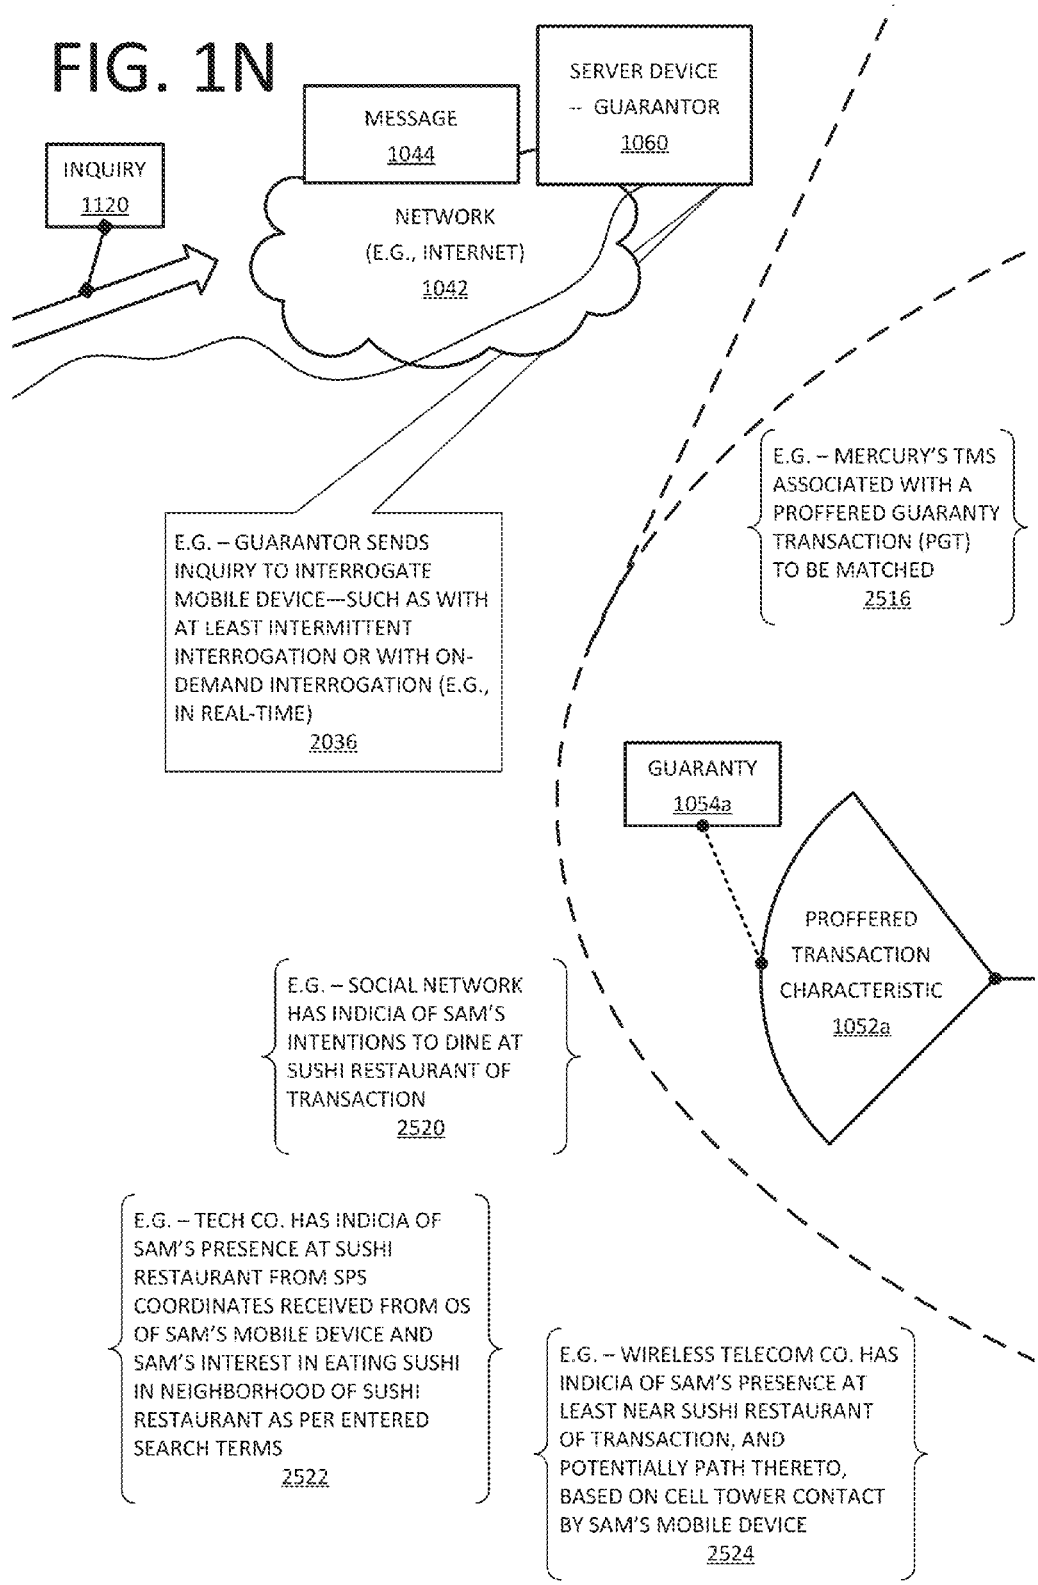 FIG. 1N
SERVER DEVICE
-- GUARANTOR
1060
MESSAGE
1044
INQUIRY
1120
NETWORK
(E.G., INTERNET)
1042
E.G. – MERCURY'S TMS
ASSOCIATED WITH A
PROFFERED GUARANTY
TRANSACTION (PGT)
TO BE MATCHED
2516
E.G. – GUARANTOR SENDS
INQUIRY TO INTERROGATE
MOBILE DEVICE—SUCH AS WITH
AT LEAST INTERMITTENT
INTERROGATION OR WITH ON-
DEMAND INTERROGATION (E.G.,
IN REAL-TIME)
2036
GUARANTY
1054a
PROFFERED
TRANSACTION
CHARACTERISTIC
1052a
E.G. – SOCIAL NETWORK
HAS INDICIA OF SAM'S
INTENTIONS TO DINE AT
SUSHI RESTAURANT OF
TRANSACTION
2520
E.G. – TECH CO. HAS INDICIA OF
SAM'S PRESENCE AT SUSHI
RESTAURANT FROM SPS
COORDINATES RECEIVED FROM OS
OF SAM'S MOBILE DEVICE AND
SAM'S INTEREST IN EATING SUSHI
IN NEIGHBORHOOD OF SUSHI
RESTAURANT AS PER ENTERED
SEARCH TERMS
2522
E.G. – WIRELESS TELECOM CO. HAS
INDICIA OF SAM'S PRESENCE AT
LEAST NEAR SUSHI RESTAURANT
OF TRANSACTION, AND
POTENTIALLY PATH THERETO,
BASED ON CELL TOWER CONTACT
BY SAM'S MOBILE DEVICE
2524